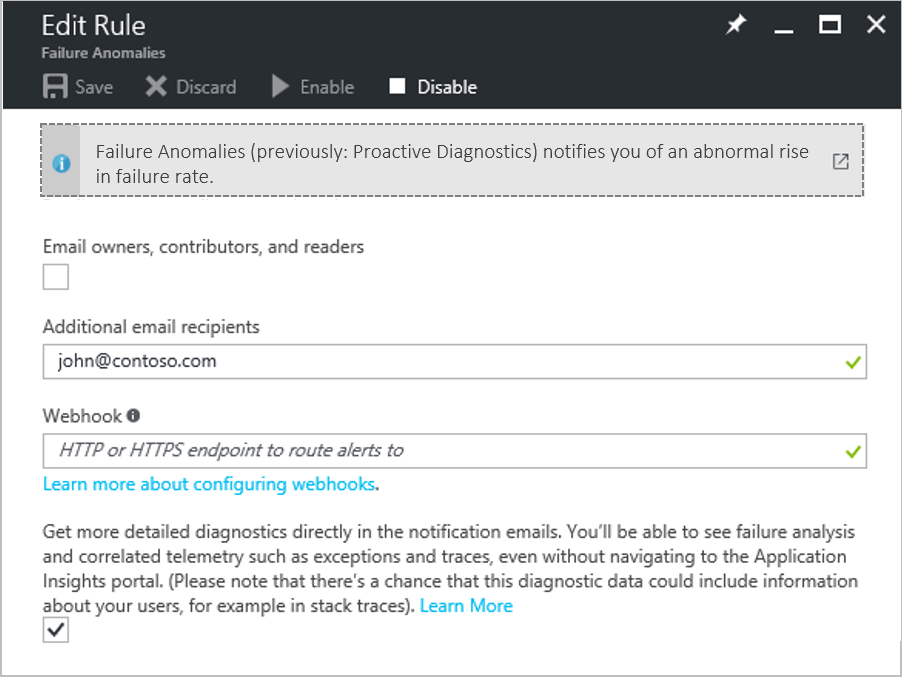 Edit Rule
Failure Anomalies
Save Discard Enable Disable
Failure Anomalies (previously: Proactive Diagnostics) notifies you of an abnormal rise
in failure rate.
Email owners, contributors, and readers
Additional email recipients
john@contoso.com
Webhook
HTTP or HTTPS endpoint to route alerts to
Learn more about configuring webhooks.
Get more detailed diagnostics directly in the notification emails. You'll be able to see failure analysis
and correlated telemetry such as exceptions and traces, even without navigating to the Application
Insights portal. (Please note that there's a chance that this diagnostic data could include information
about your users, for example in stack traces). Learn More